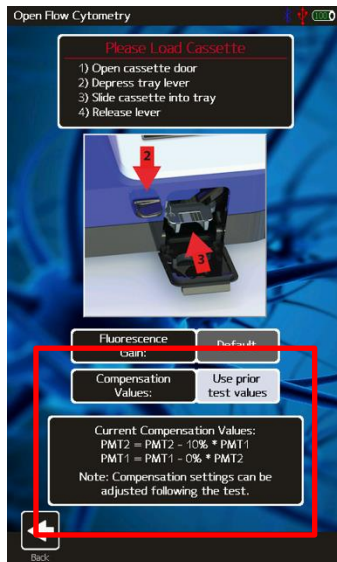 Open Flow Cytometry
100
Please Load Cassette
1) Open cassette door
2) Depress tray lever
3) Slide cassette into tray
4) Release lever
2
3
Fluorescence
Gain:
Default
Compensation
Values:
Use prior
test values
Current Compensation Values:
PMT2 = PMT2 - 10% * PMT1
PMT1 = PMT1 - 0% * PMT2
Note: Compensation settings can be
adjusted following the test.
Back